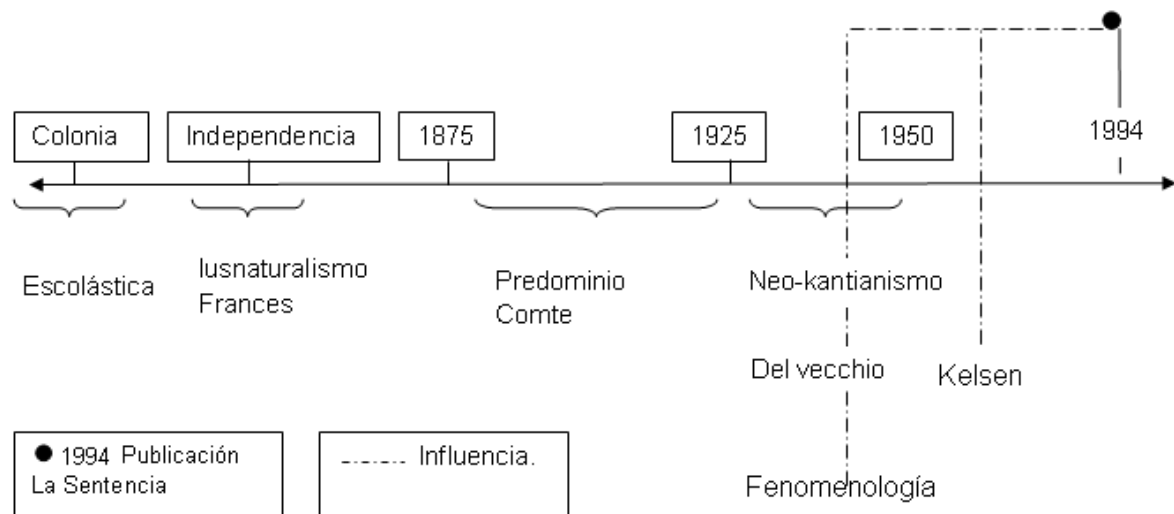 Colonia
Independencia
1875
1925
1950
1994
Escolástica
Iusnaturalismo
Frances
Predominio
Comte
Neo-kantianismo
Del vecchio
Kelsen
Fenomenología
● 1994 Publicación
La Sentencia
Influencia.